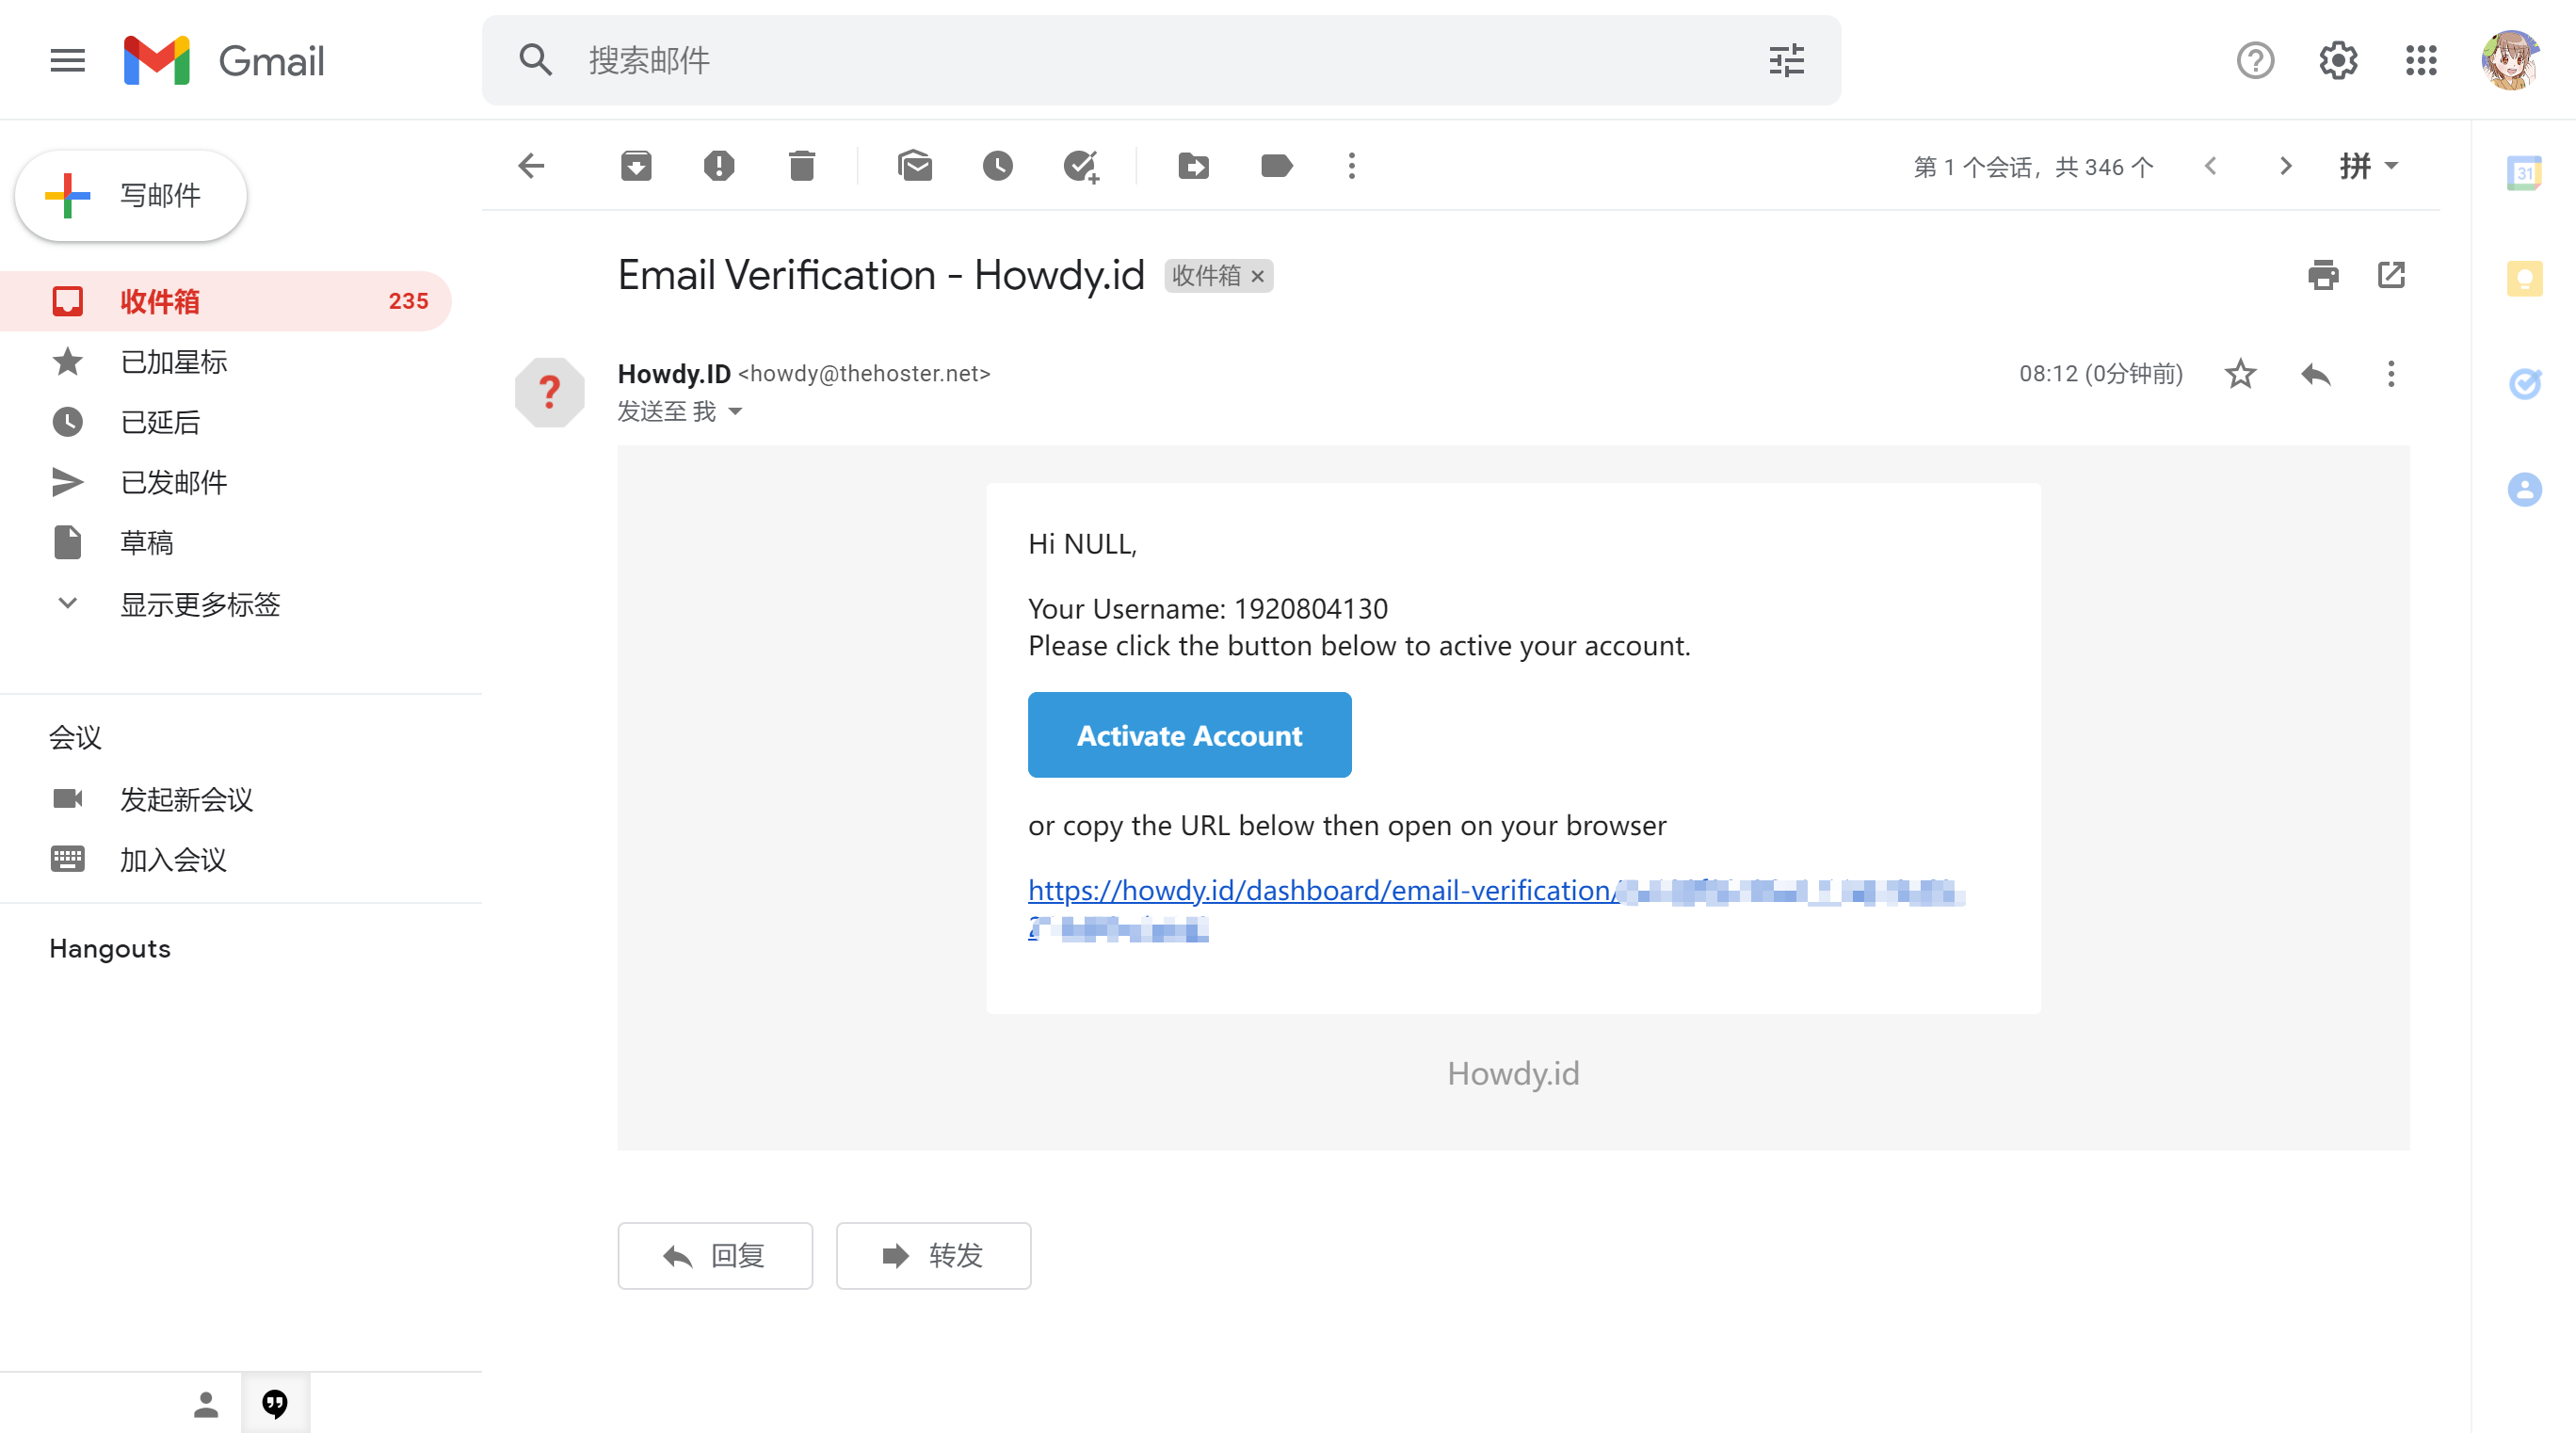 Gmail
搜索邮件
写邮件
第 1 个会话，共 346 个
拼
31
收件箱 235
已加星标
已延后
已发邮件
草稿
显示更多标签
会议
发起新会议
加入会议
Hangouts
Email Verification - Howdy.id 收件箱 ×
Howdy.ID <howdy@thehoster.net>
08:12 (0分钟前)
发送至 我
Hi NULL,
Your Username: 1920804130
Please click the button below to active your account.
Activate Account
or copy the URL below then open on your browser
https://howdy.id/dashboard/email-verification/
Howdy.id
回复
转发